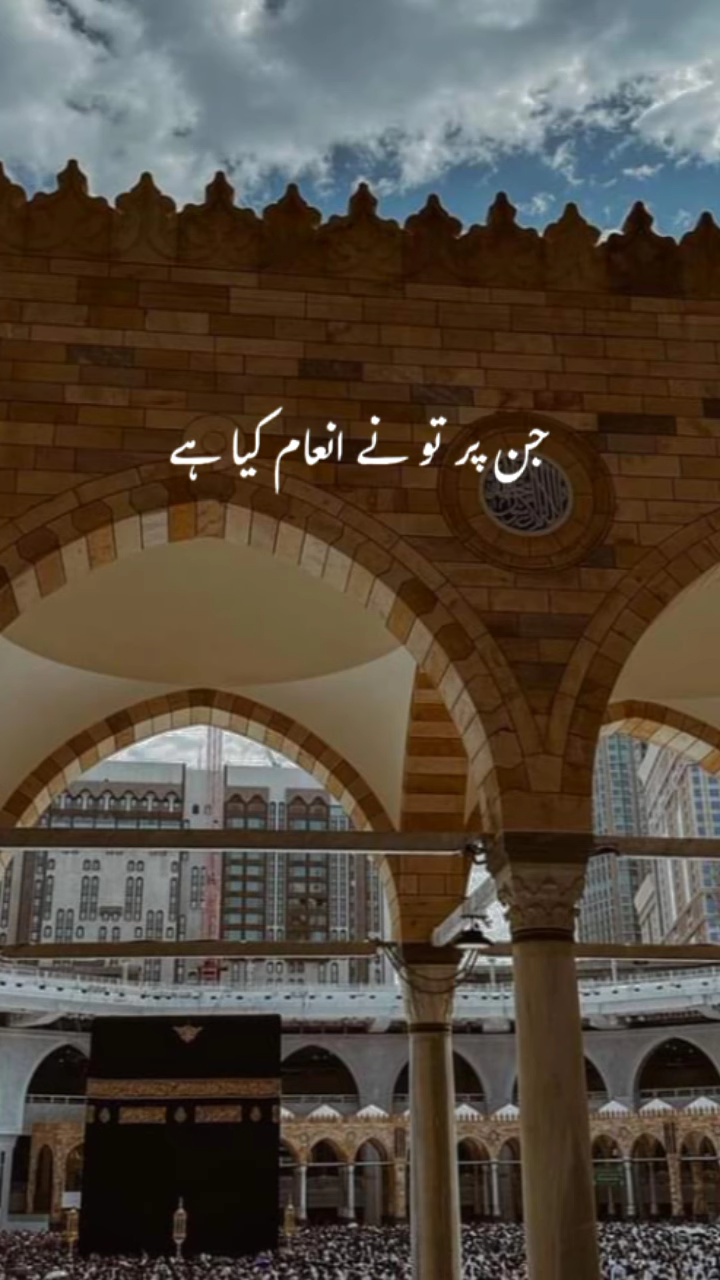 جن پر تو نے انعام کیا ہے